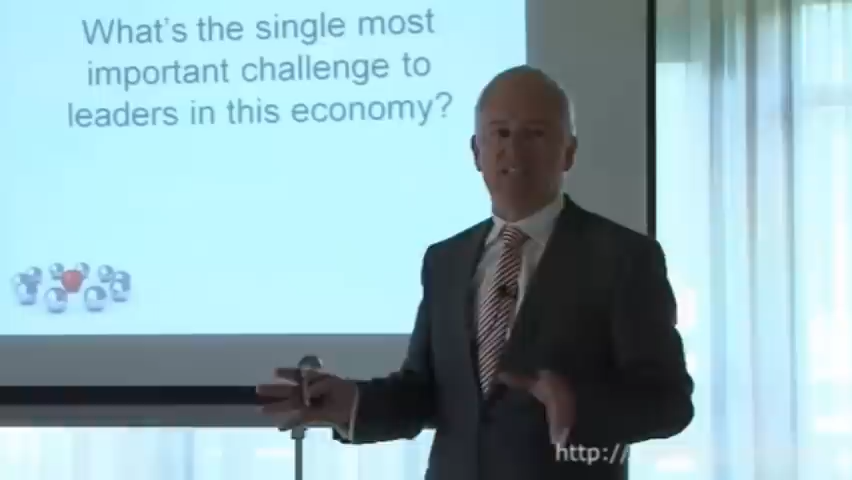 What's the single most
important challenge to
leaders in this economy?
http://